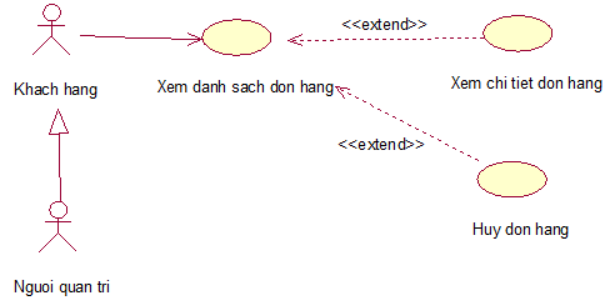 <<extend>>
Khach hang
Xem danh sach don hang
Xem chi tiet don hang
<<extend>>
Huy don hang
Nguoi quan tri